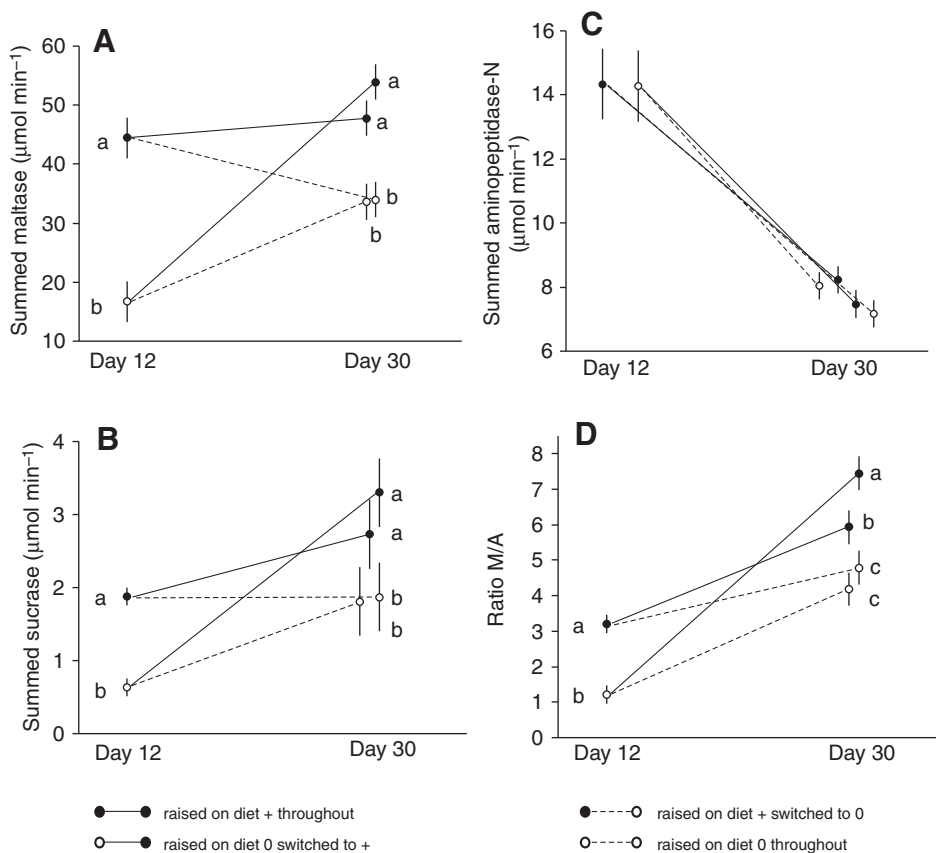 A
Summed maltase (μmol min–1)
60
50
40
30
20
10
a
b
a
a
b
b
Day 12
Day 30
C
Summed aminopeptidase-N
(μmol min–1)
16
14
12
10
8
6
Day 12
Day 30
B
Summed sucrase (μmol min–1)
4
3
2
1
0
a
b
a
a
b
b
Day 12
Day 30
D
Ratio M/A
8
7
6
5
4
3
2
1
0
a
b
a
b
c
c
Day 12
Day 30
raised on diet + throughout
raised on diet 0 switched to +
raised on diet + switched to 0
raised on diet 0 throughout